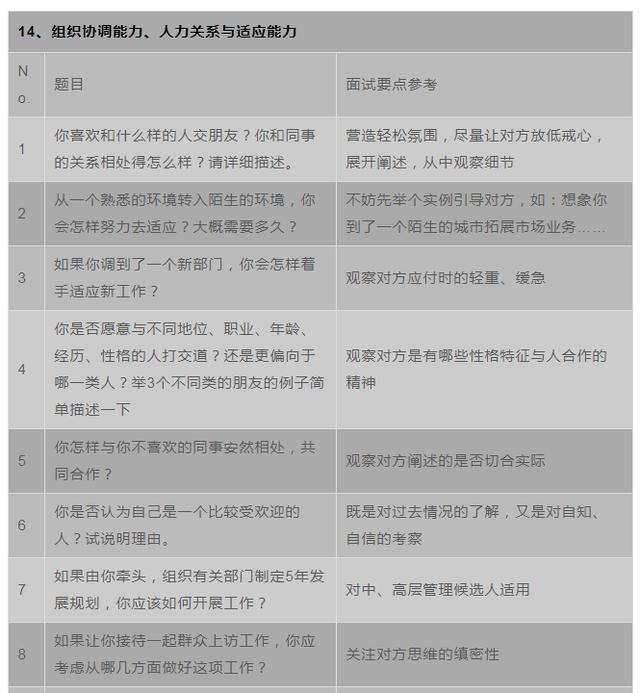 14、组织协调能力、人力关系与适应能力
N
o.
题目
面试要点参考
1
你喜欢和什么样的人交朋友？你和同事
的关系相处得怎么样？请详细描述。
营造轻松氛围，尽量让对方放低戒心，
展开阐述，从中观察细节
2
从一个熟悉的环境转入陌生的环境，你
会怎样努力去适应？大概需要多久？
不妨先举个实例引导对方，如：想象你
到了一个陌生的城市拓展市场业务……
3
如果你调到了一个新部门，你会怎样着
手适应新工作？
观察对方应付时的轻重、缓急
4
你是否愿意与不同地位、职业、年龄、
经历、性格的人打交道？还是更偏向于
哪一类人？举3个不同类的朋友的例子简
单描述一下
观察对方是有哪些性格特征与人合作的
精神
5
你怎样与你不喜欢的同事安然相处，共
同合作？
观察对方阐述的是否切合实际
6
你是否认为自己是一个比较受欢迎的
人？试说明理由。
既是对过去情况的了解，又是对自知、
自信的考察
7
如果由你牵头，组织有关部门制定5年发
展规划，你应该如何开展工作？
对中、高层管理候选人适用
8
如果让你接待一起群众上访工作，你应
考虑从哪几方面做好这项工作？
关注对方思维的缜密性